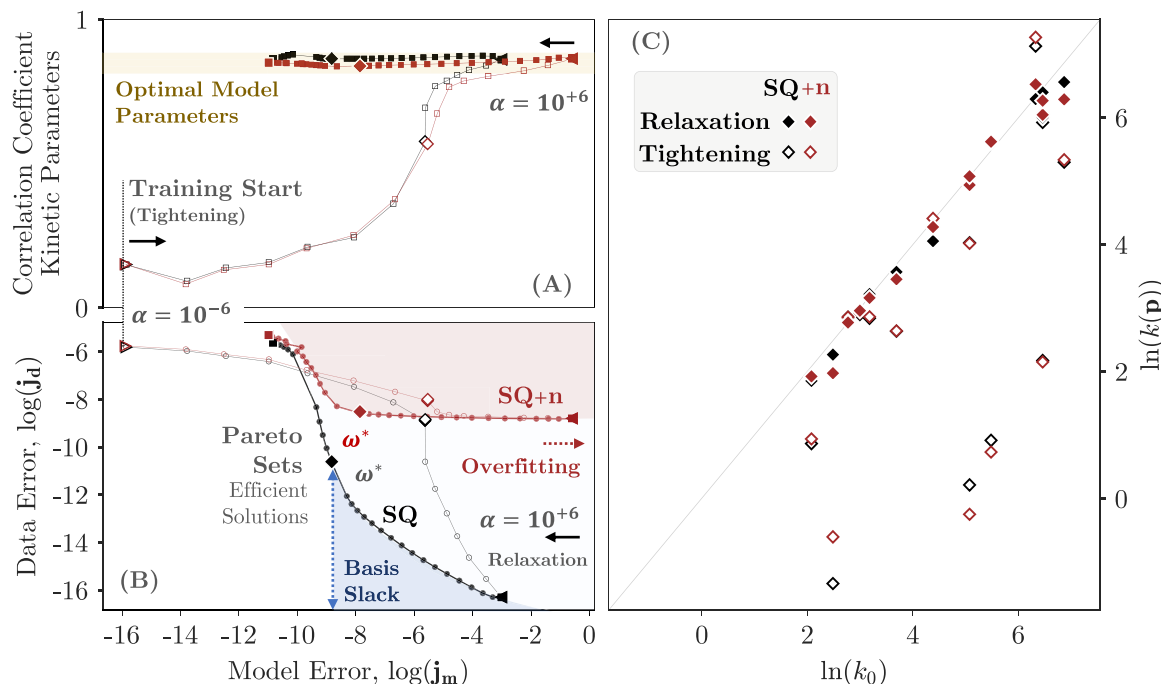 1
Correlation Coefficient
Kinetic Parameters
0
Optimal Model
Parameters
α = 10+6
Training Start
(Tightening)
(A)
α = 10-6
Data Error, log(jd)
-6
-8
-10
-12
-14
-16
SQ+n
ω*
Overfitting
Pareto
Sets
Efficient
Solutions
ω*
SQ
α = 10+6
Relaxation
Basis
Slack
(B)
-16 -14 -12 -10 -8 -6 -4 -2 0
Model Error, log(jm)
(C)
SQ+n
Relaxation
Tightening
6
4
2
0
ln(k(p))
0 2 4 6
ln(k0)